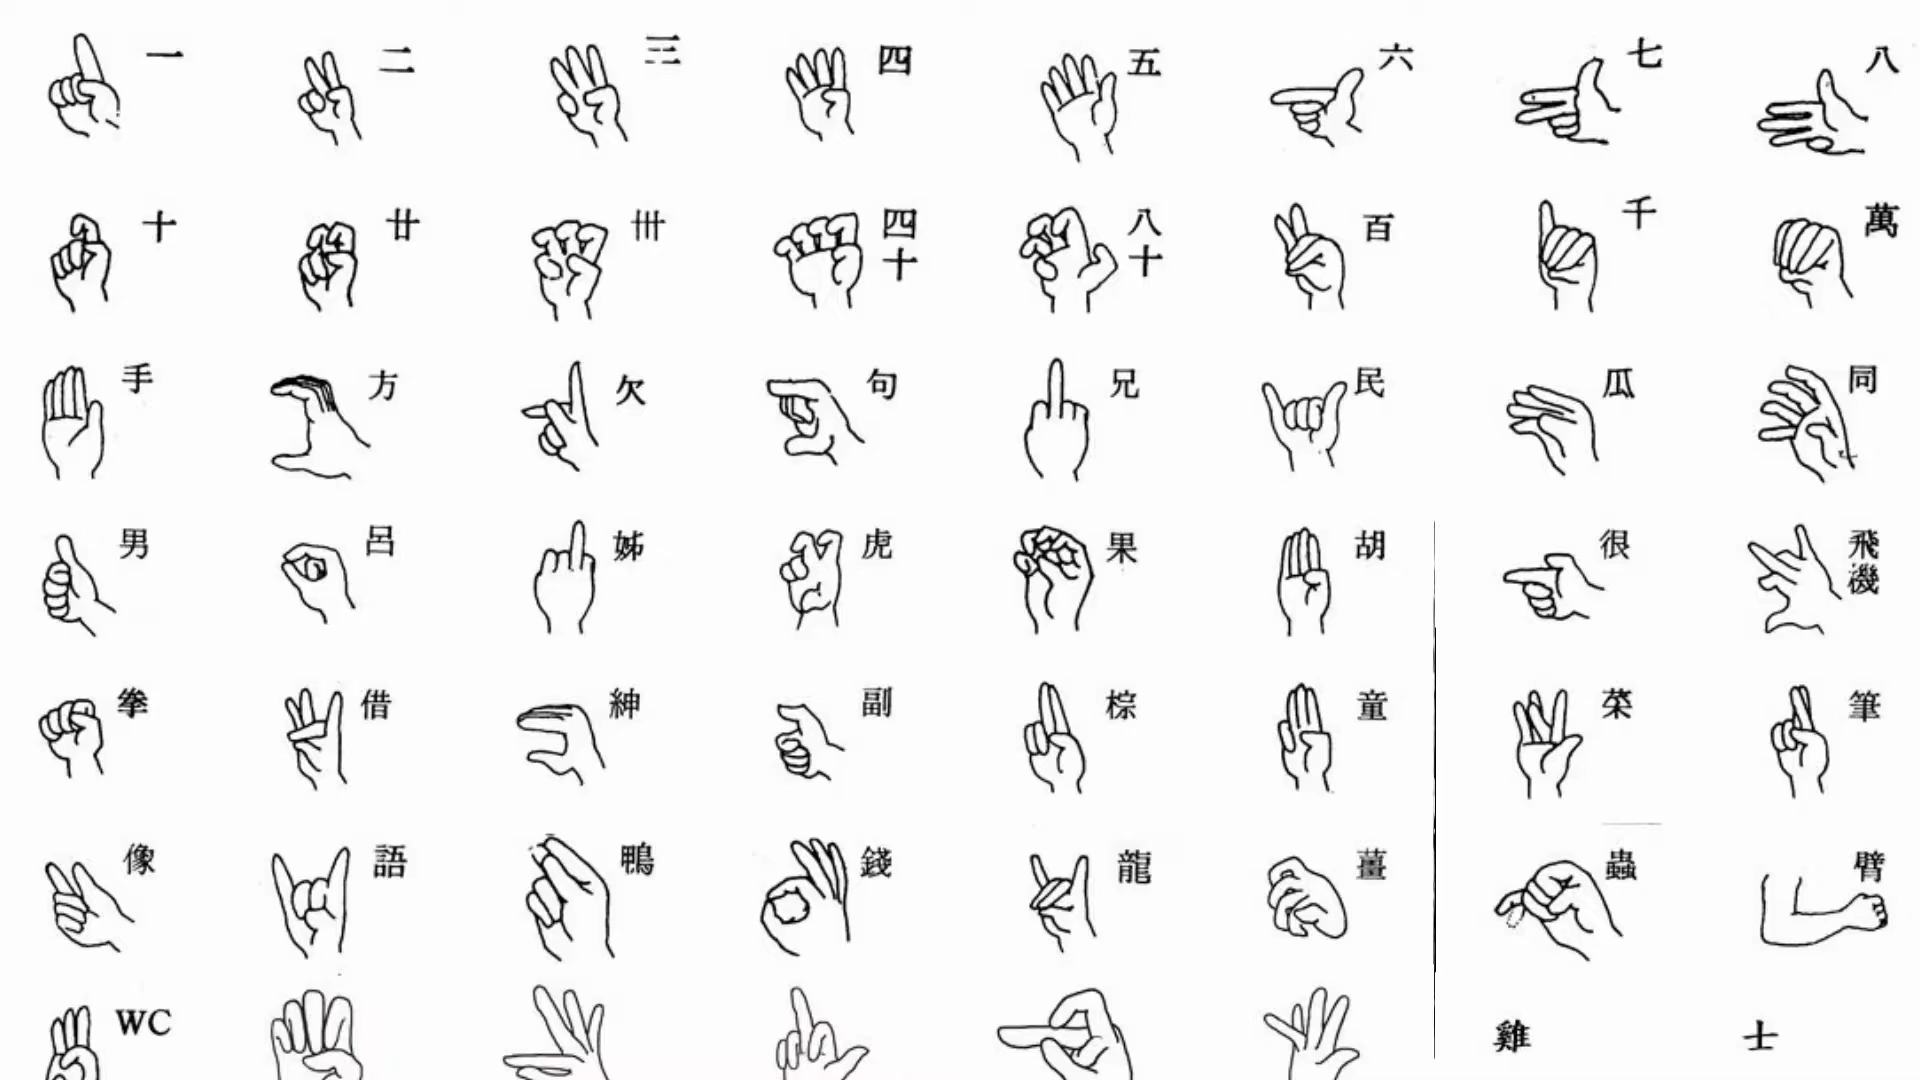 一 二 三 四 五 六 七 八
十 廿 卅 四十 八十 百 千 萬
手 方 欠 句 兄 民 瓜 同
男 呂 姊 虎 果 胡 很 飛機
拳 借 紳 副 棕 童 菜 筆
像 語 鴨 錢 龍 薑 蟲 臂
WC 雞 士